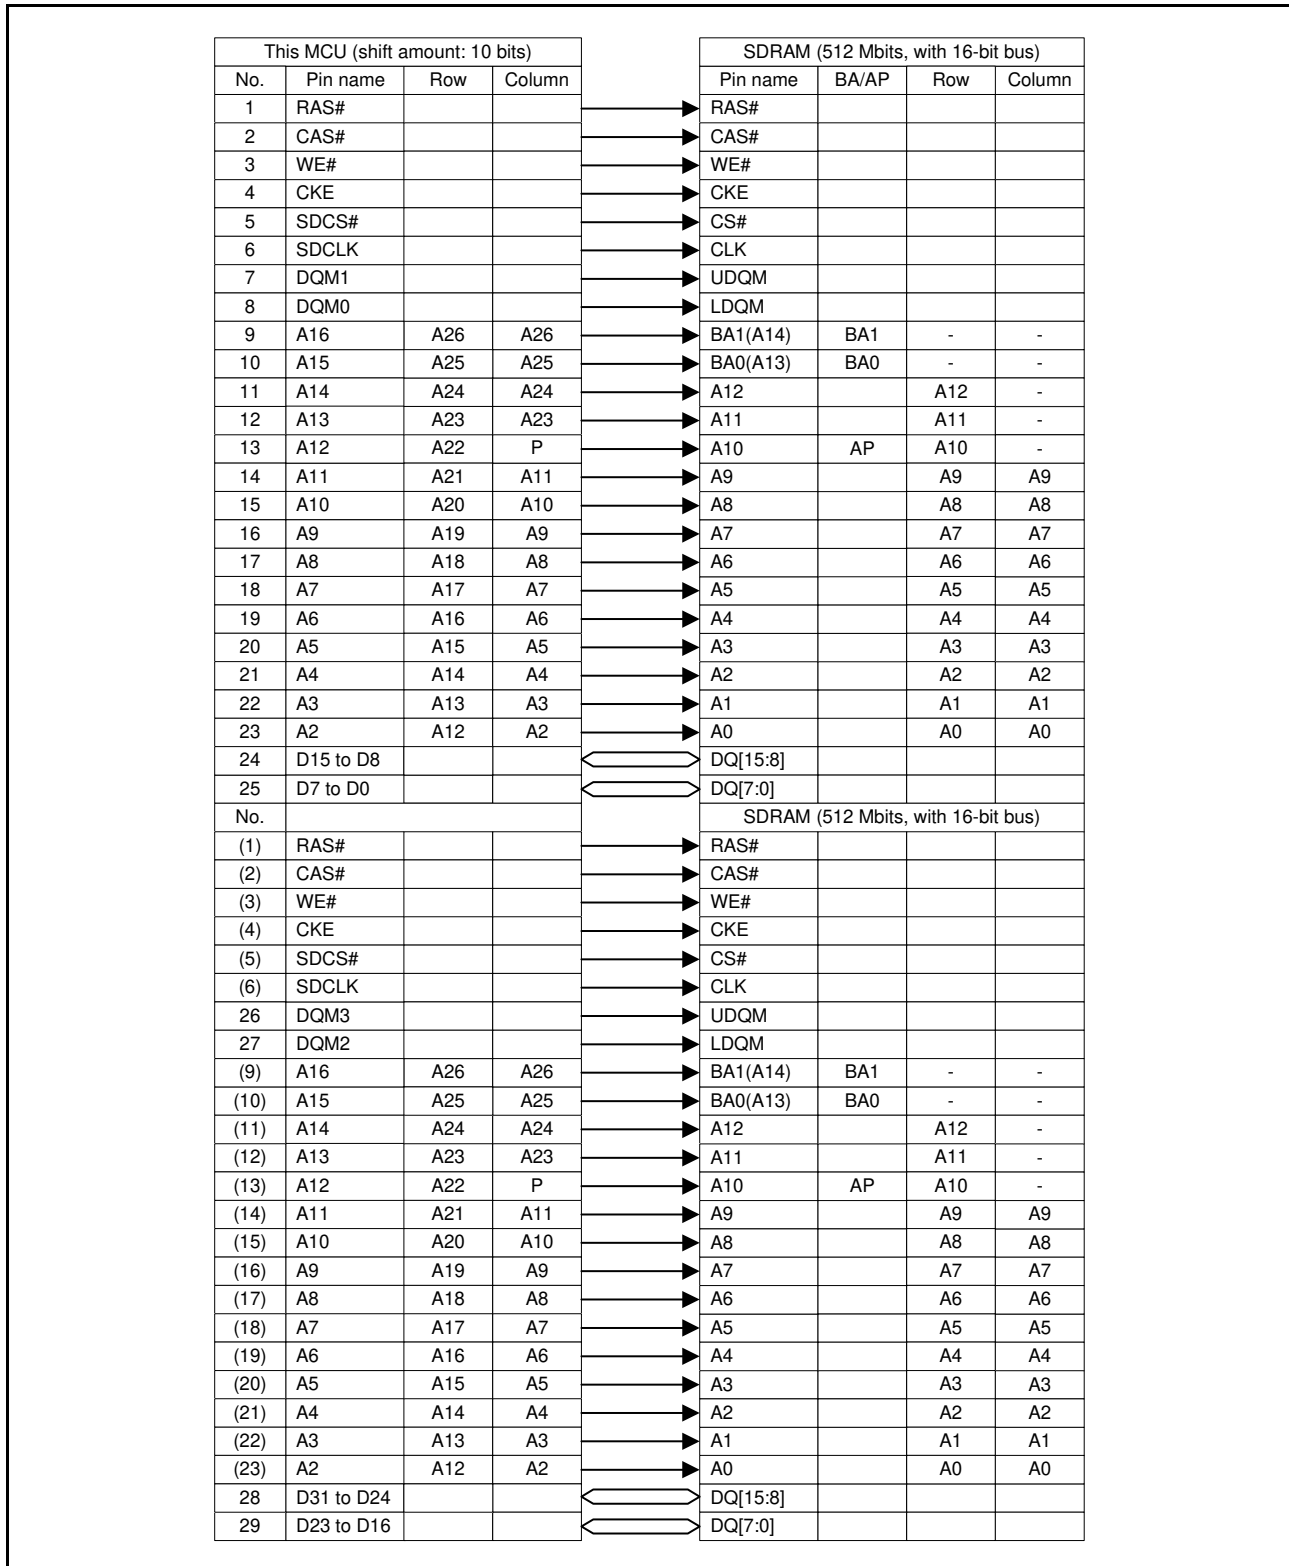 This MCU (shift amount: 10 bits) SDRAM (512 Mbits, with 16-bit bus)
No. Pin name Row Column Pin name BA/AP Row Column
1 RAS# RAS#
2 CAS# CAS#
3 WE# WE#
4 CKE CKE
5 SDCS# CS#
6 SDCLK CLK
7 DQM1 UDQM
8 DQM0 LDQM
9 A16 A26 A26 BA1(A14) BA1 - -
10 A15 A25 A25 BA0(A13) BA0 - -
11 A14 A24 A24 A12 A12 -
12 A13 A23 A23 A11 A11 -
13 A12 A22 P A10 AP A10 -
14 A11 A21 A11 A9 A9 A9
15 A10 A20 A10 A8 A8 A8
16 A9 A19 A9 A7 A7 A7
17 A8 A18 A8 A6 A6 A6
18 A7 A17 A7 A5 A5 A5
19 A6 A16 A6 A4 A4 A4
20 A5 A15 A5 A3 A3 A3
21 A4 A14 A4 A2 A2 A2
22 A3 A13 A3 A1 A1 A1
23 A2 A12 A2 A0 A0 A0
24 D15 to D8 DQ[15:8]
25 D7 to D0 DQ[7:0]
No. SDRAM (512 Mbits, with 16-bit bus)
(1) RAS# RAS#
(2) CAS# CAS#
(3) WE# WE#
(4) CKE CKE
(5) SDCS# CS#
(6) SDCLK CLK
26 DQM3 UDQM
27 DQM2 LDQM
(9) A16 A26 A26 BA1(A14) BA1 - -
(10) A15 A25 A25 BA0(A13) BA0 - -
(11) A14 A24 A24 A12 A12 -
(12) A13 A23 A23 A11 A11 -
(13) A12 A22 P A10 AP A10 -
(14) A11 A21 A11 A9 A9 A9
(15) A10 A20 A10 A8 A8 A8
(16) A9 A19 A9 A7 A7 A7
(17) A8 A18 A8 A6 A6 A6
(18) A7 A17 A7 A5 A5 A5
(19) A6 A16 A6 A4 A4 A4
(20) A5 A15 A5 A3 A3 A3
(21) A4 A14 A4 A2 A2 A2
(22) A3 A13 A3 A1 A1 A1
(23) A2 A12 A2 A0 A0 A0
28 D31 to D24 DQ[15:8]
29 D23 to D16 DQ[7:0]